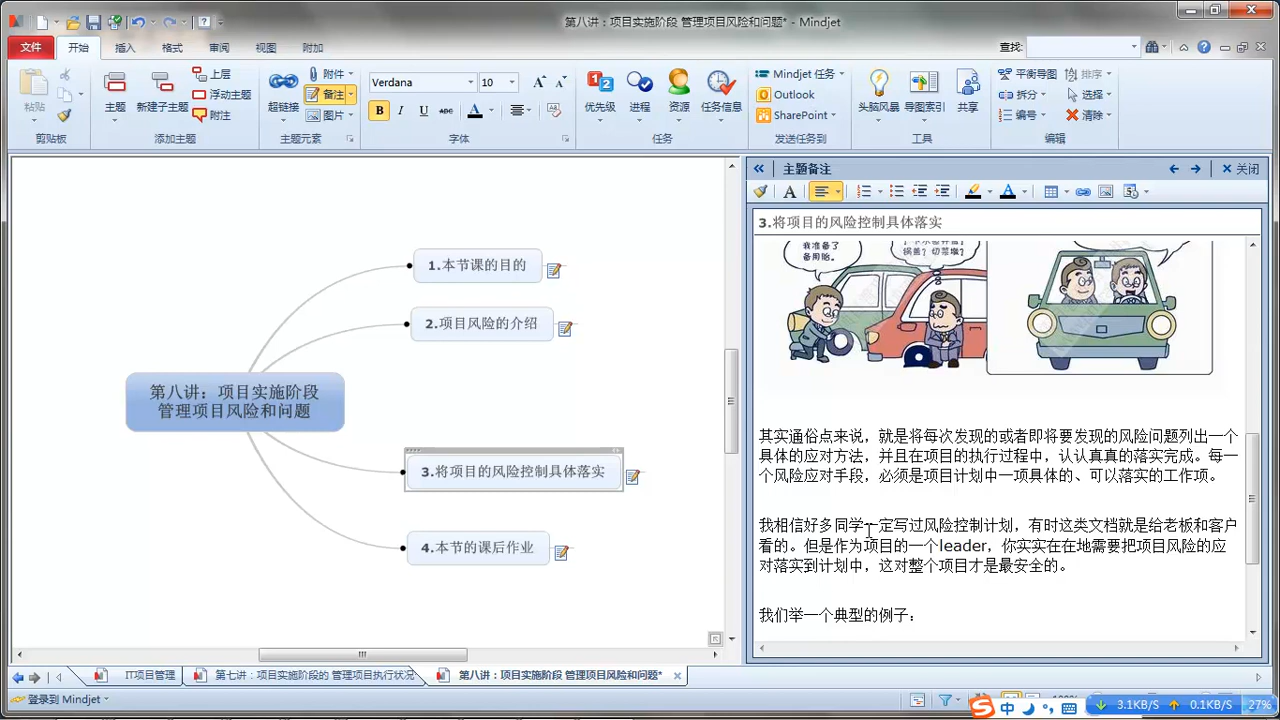 第八讲：项目实施阶段 管理项目风险和问题* - Mindjet
文件 开始 插入 格式 审阅 视图 附加
查找:
粘贴
剪贴板
主题
新建子主题
上层
浮动主题
附注
添加主题
超链接
附件
备注
图片
主题元素
Verdana 10
B I U abc A
字体
优先级
进程
资源
任务信息
任务
Mindjet 任务
Outlook
SharePoint
发送任务到
头脑风暴
导图索引
共享
工具
平衡导图
拆分
编号
排序
选择
清除
编辑
第八讲：项目实施阶段
管理项目风险和问题
1.本节课的目的
2.项目风险的介绍
3.将项目的风险控制具体落实
4.本节的课后作业
主题备注
关闭
3.将项目的风险控制具体落实
我准备了
备用胎。
锅盖？切菜墩？
其实通俗点来说，就是将每次发现的或者即将要发现的风险问题列出一个
具体的应对方法，并且在项目的执行过程中，认认真真的落实完成。每一
个风险应对手段，必须是项目计划中一项具体的、可以落实的工作项。
我相信好多同学一定写过风险控制计划，有时这类文档就是给老板和客户
看的。但是作为项目的一个leader，你实实在在地需要把项目风险的应
对落实到计划中，这对整个项目才是最安全的。
我们举一个典型的例子：
IT项目管理
第七讲：项目实施阶段的 管理项目执行状况
第八讲：项目实施阶段 管理项目风险和问题*
登录到 Mindjet
中
3.1KB/S
0.1KB/S
27%